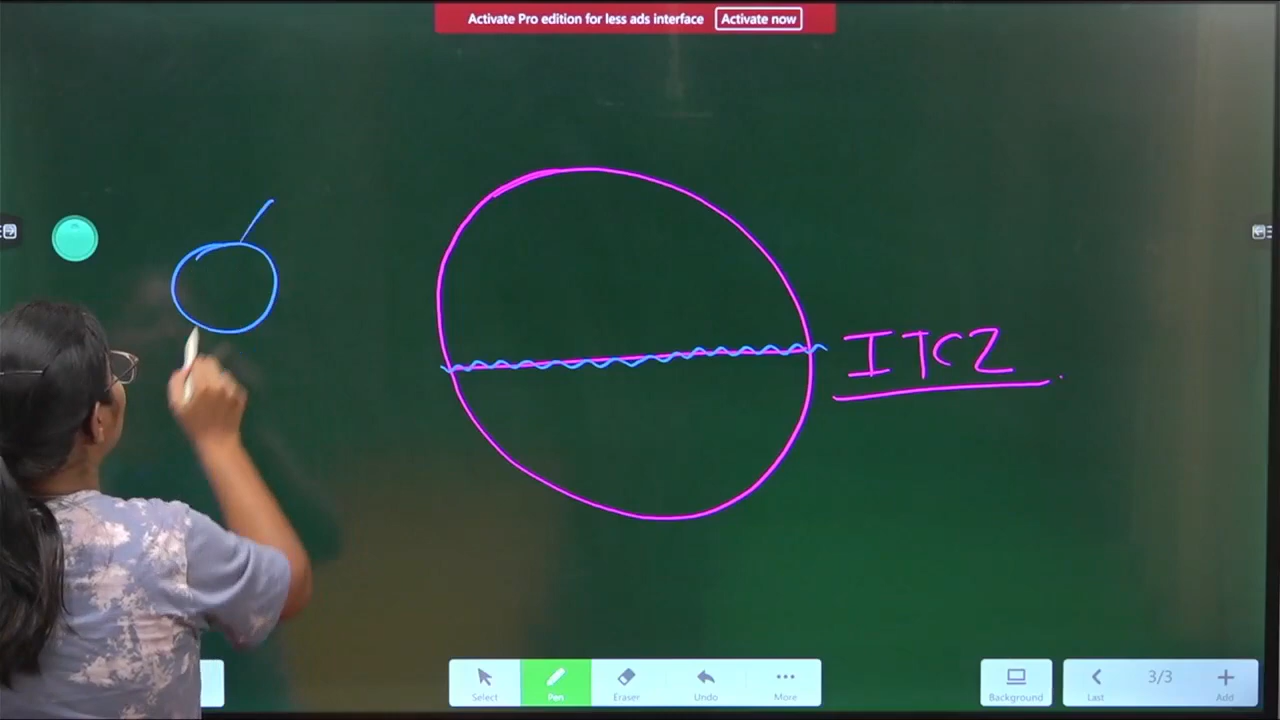 Activate Pro edition for less ads interface Activate now
ITCZ
Select Pen Eraser Undo More Background Last 3/3 Add